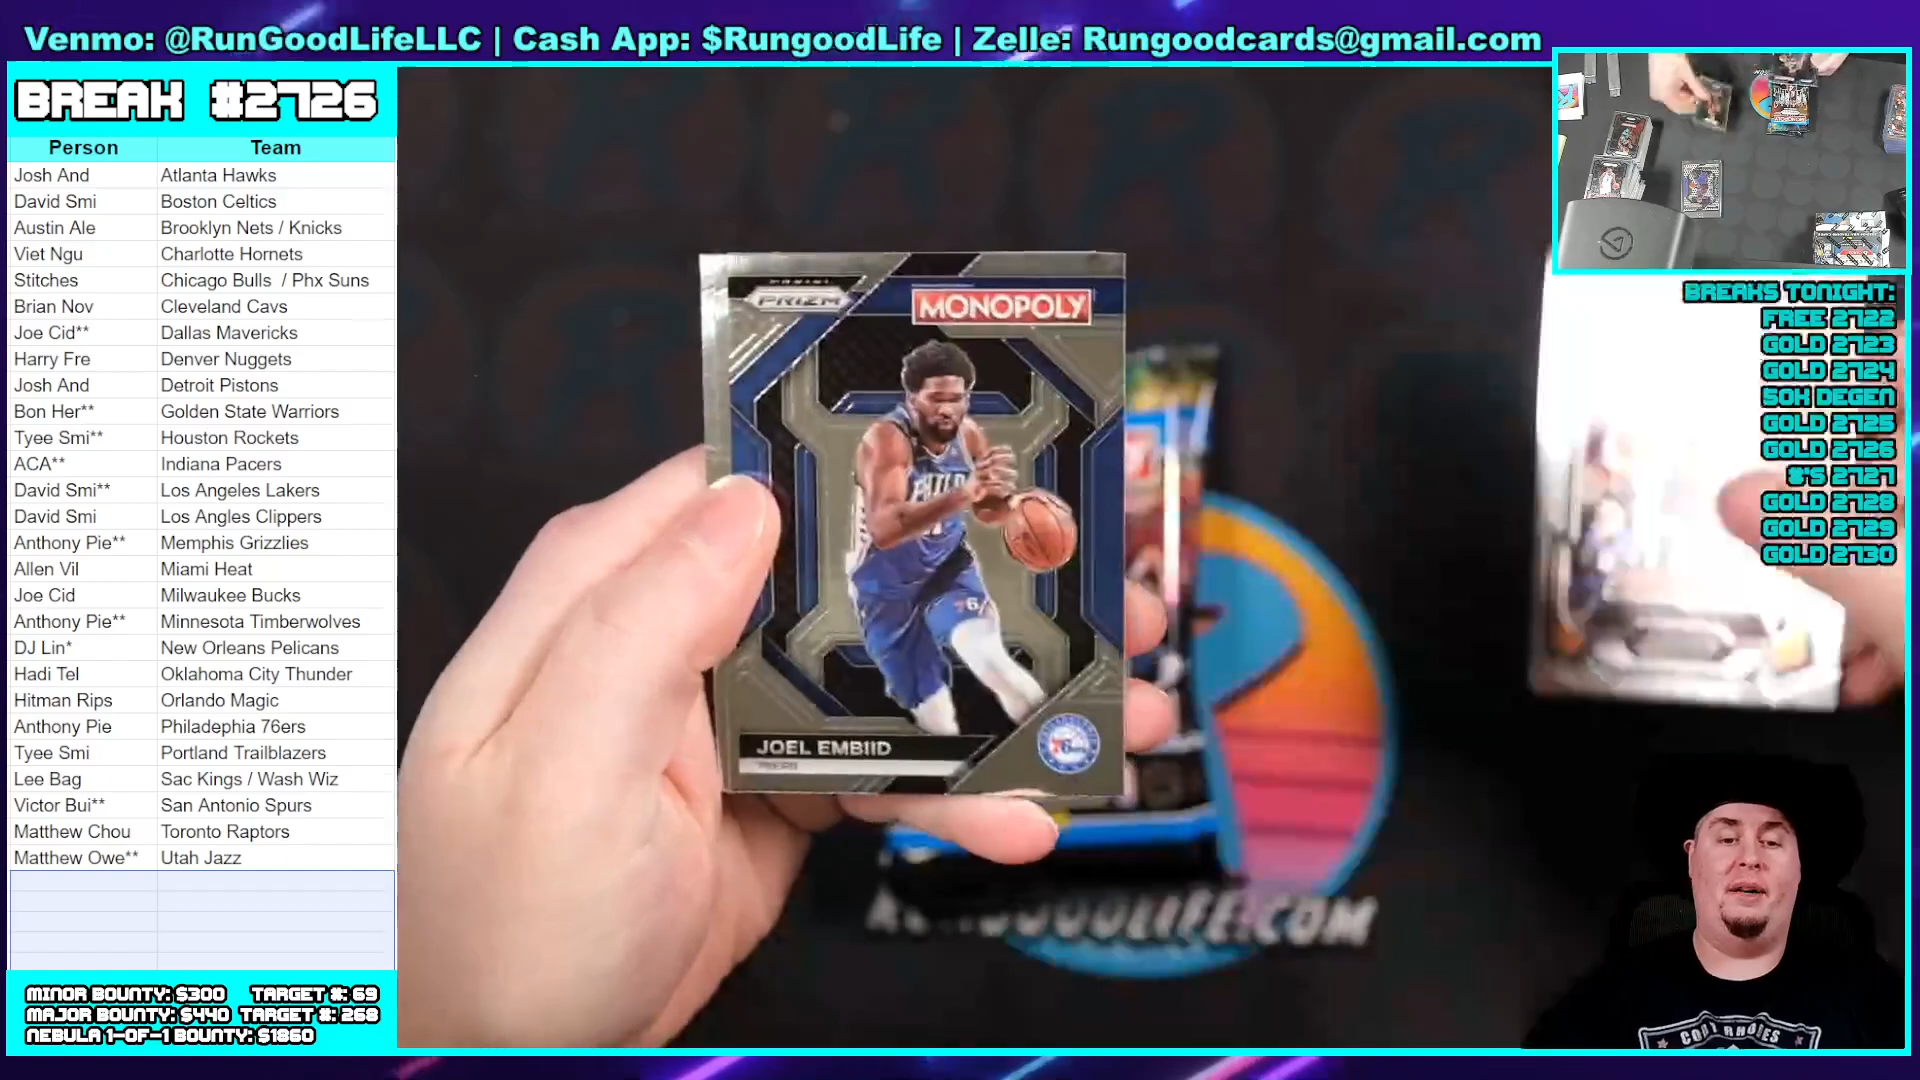 Venmo: @RunGoodLifeLLC | Cash App: $RungoodLife | Zelle: Rungoodcards@gmail.com
BREAK #2726
Person Team
Josh And Atlanta Hawks
David Smi Boston Celtics
Austin Ale Brooklyn Nets / Knicks
Viet Ngu Charlotte Hornets
Stitches Chicago Bulls / Phx Suns
Brian Nov Cleveland Cavs
Joe Cid** Dallas Mavericks
Harry Fre Denver Nuggets
Josh And Detroit Pistons
Bon Her** Golden State Warriors
Tyee Smi** Houston Rockets
ACA** Indiana Pacers
David Smi** Los Angeles Lakers
David Smi Los Angles Clippers
Anthony Pie** Memphis Grizzlies
Allen Vil Miami Heat
Joe Cid Milwaukee Bucks
Anthony Pie** Minnesota Timberwolves
DJ Lin* New Orleans Pelicans
Hadi Tel Oklahoma City Thunder
Hitman Rips Orlando Magic
Anthony Pie Philadephia 76ers
Tyee Smi Portland Trailblazers
Lee Bag Sac Kings / Wash Wiz
Victor Bui** San Antonio Spurs
Matthew Chou Toronto Raptors
Matthew Owe** Utah Jazz
MINOR BOUNTY: $300 TARGET #: 69
MAJOR BOUNTY: $440 TARGET #: 268
NEBULA 1-OF-1 BOUNTY: $1860
PANINI
PRIZM
MONOPOLY
PHILA
76
JOEL EMBIID
76ERS
76
BREAKS TONIGHT:
FREE 2722
GOLD 2723
GOLD 2724
50K DEGEN
GOLD 2725
GOLD 2726
#'S 2727
GOLD 2728
GOLD 2729
GOLD 2730
RUNGOODLIFE.COM
CODY RHODES